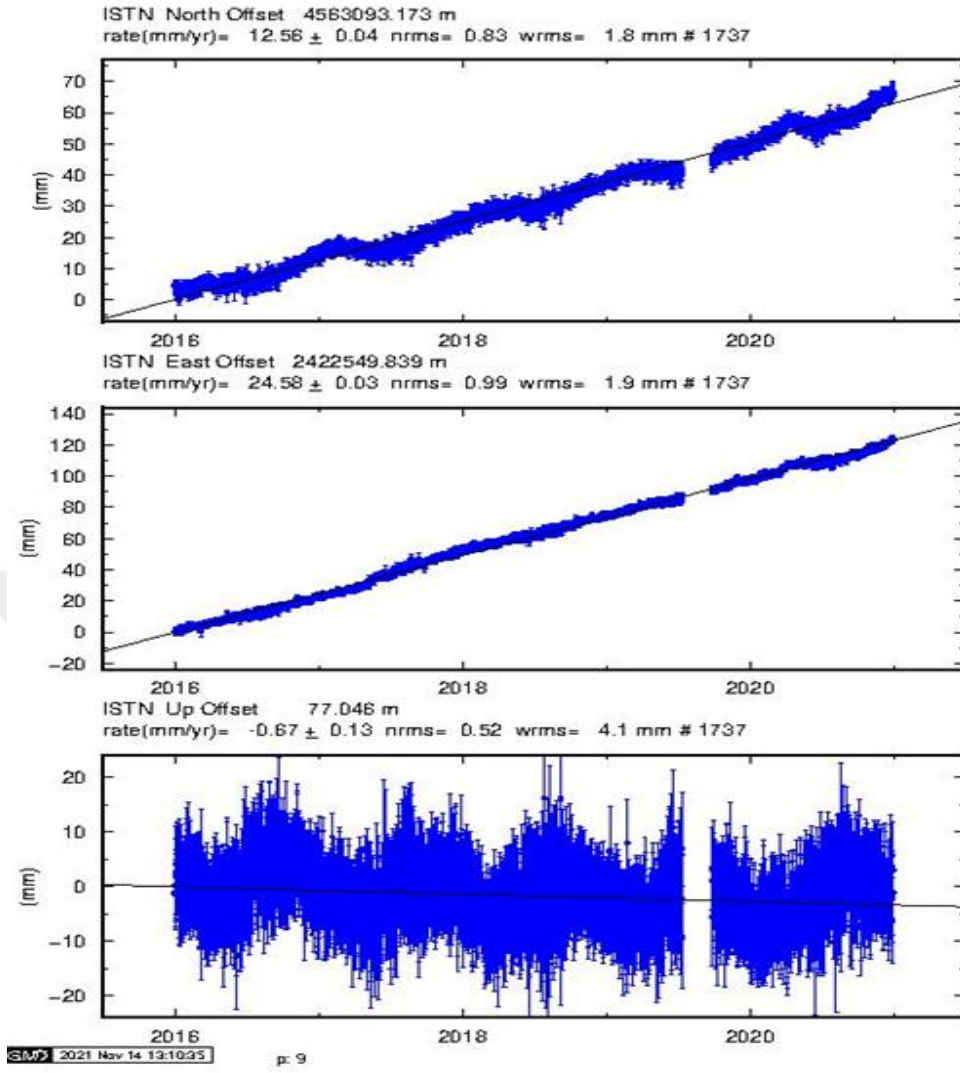 ISTN North Offset 4563093.173 m
rate(mm/yr)= 12.56 ± 0.04 nrms= 0.83 wrms= 1.8 mm # 1737
70
60
50
40
30
20
10
0
(mm)
2016 2018 2020
ISTN East Offset 2422549.839 m
rate(mm/yr)= 24.58 ± 0.03 nrms= 0.99 wrms= 1.9 mm # 1737
140
120
100
80
60
40
20
0
−20
(mm)
2016 2018 2020
ISTN Up Offset 77.046 m
rate(mm/yr)= -0.67 ± 0.13 nrms= 0.52 wrms= 4.1 mm # 1737
20
10
0
−10
−20
(mm)
2016 2018 2020
GMD 2021 Nov 14 13:10:35
p: 9